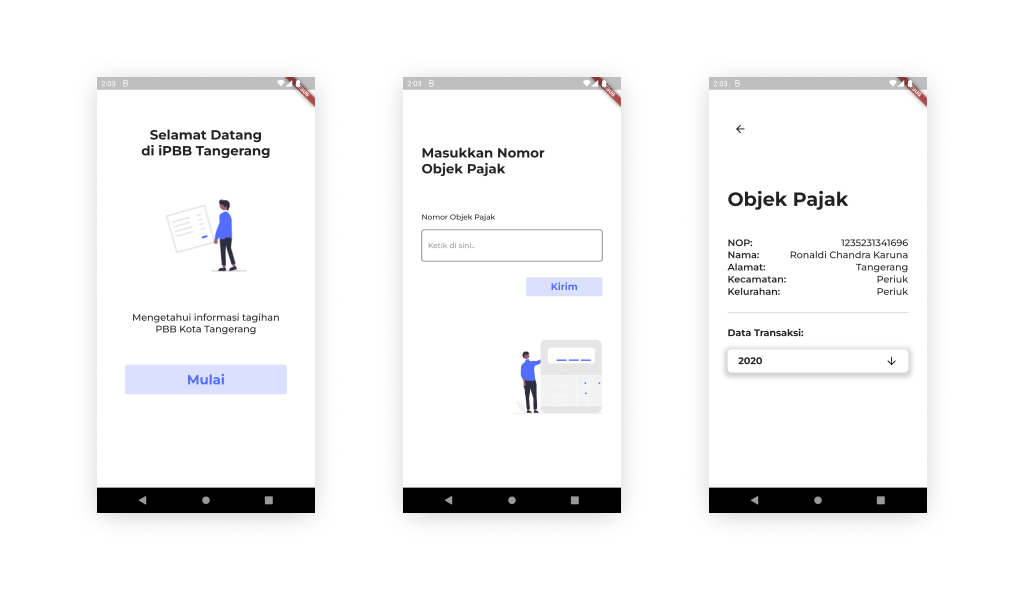 2:03
Selamat Datang
di iPBB Tangerang
Mengetahui informasi tagihan
PBB Kota Tangerang
Mulai
2:03
Masukkan Nomor
Objek Pajak
Nomor Objek Pajak
Ketik di sini..
Kirim
2:03
Objek Pajak
NOP: 1235231341696
Nama: Ronaldi Chandra Karuna
Alamat: Tangerang
Kecamatan: Periuk
Kelurahan: Periuk
Data Transaksi:
2020